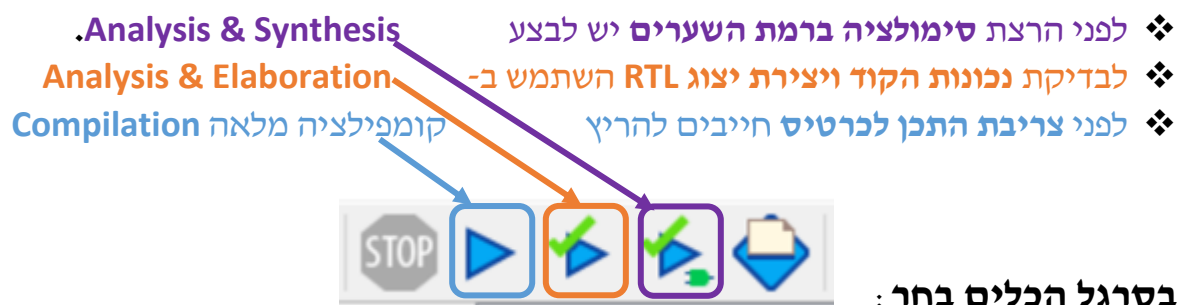 ❖ לפני הרצת סימולציה ברמת השערים יש לבצע Analysis & Synthesis.
❖ לבדיקת נכונות הקוד ויצירת יצוג RTL השתמש ב- Analysis & Elaboration
❖ לפני צריבת התכן לכרטיס חייבים להריץ קומפילציה מלאה Compilation
STOP
בסרגל הכלים בחר :